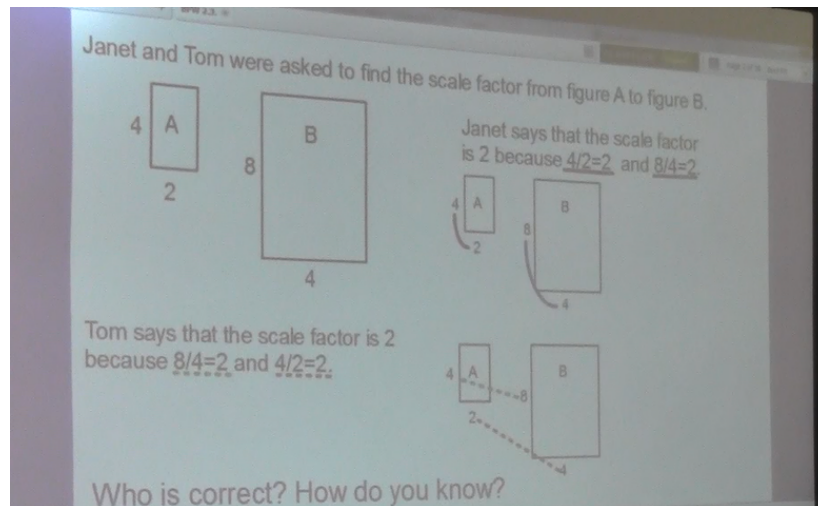 Janet and Tom were asked to find the scale factor from figure A to figure B.
4 A
2
B
8
4
Janet says that the scale factor
is 2 because 4/2=2 and 8/4=2.
4 A
2
B
8
4
Tom says that the scale factor is 2
because 8/4=2 and 4/2=2.
4 A
2
B
8
4
Who is correct? How do you know?